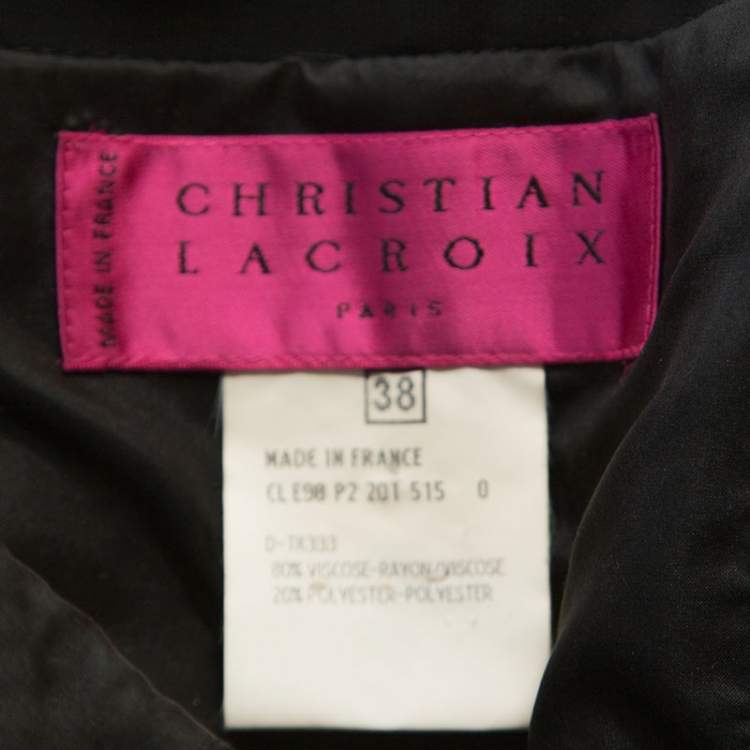 MADE IN FRANCE
CHRISTIAN
LACROIX
PARIS
38
MADE IN FRANCE
CL E98 P2 201 515 0
D-TK333
80% VISCOSE-RAYON/VISCOSE
20% POLYESTER-POLYESTER